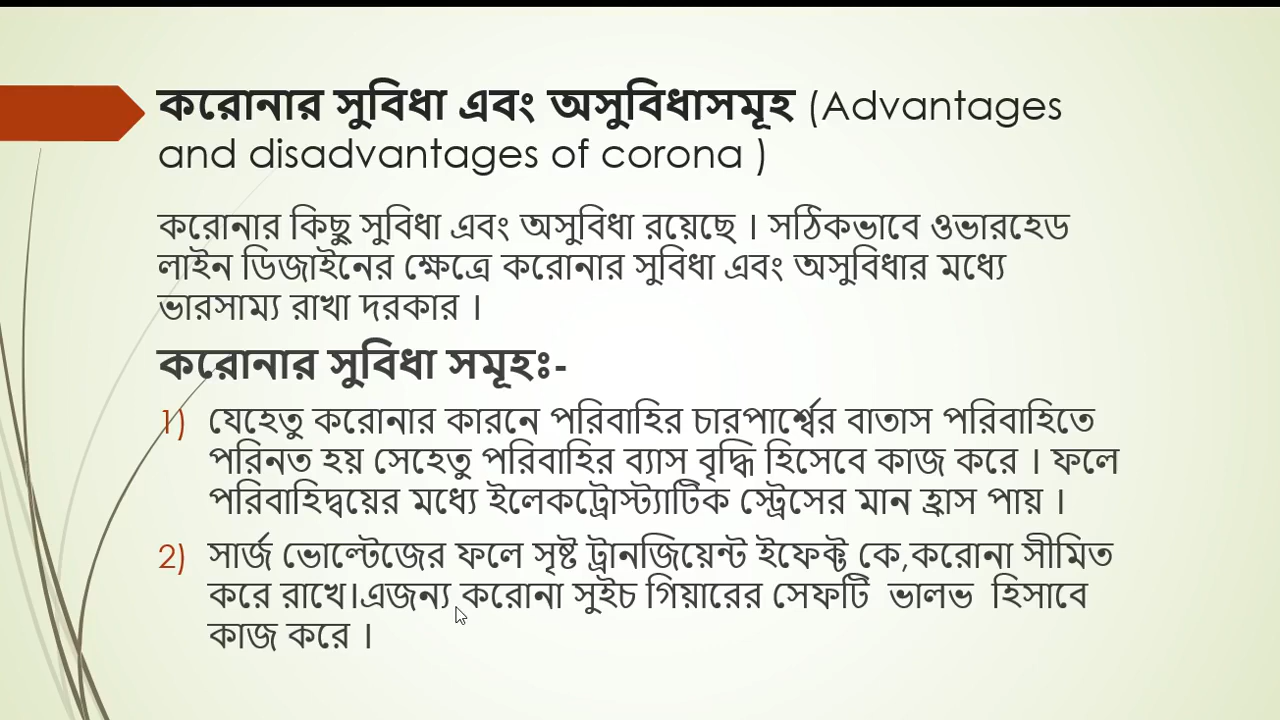 করোনার সুবিধা এবং অসুবিধাসমূহ (Advantages
and disadvantages of corona )
করোনার কিছু সুবিধা এবং অসুবিধা রয়েছে । সঠিকভাবে ওভারহেড
লাইন ডিজাইনের ক্ষেত্রে করোনার সুবিধা এবং অসুবিধার মধ্যে
ভারসাম্য রাখা দরকার ।
করোনার সুবিধা সমূহঃ-
1) যেহেতু করোনার কারনে পরিবাহির চারপার্শ্বের বাতাস পরিবাহিতে
পরিনত হয় সেহেতু পরিবাহির ব্যাস বৃদ্ধি হিসেবে কাজ করে । ফলে
পরিবাহিদ্বয়ের মধ্যে ইলেকট্রোস্ট্যাটিক স্ট্রেসের মান হ্রাস পায় ।
2) সার্জ ভোল্টেজের ফলে সৃষ্ট ট্রানজিয়েন্ট ইফেক্ট কে,করোনা সীমিত
করে রাখে।এজন্য করোনা সুইচ গিয়ারের সেফটি ভালভ হিসাবে
কাজ করে ।